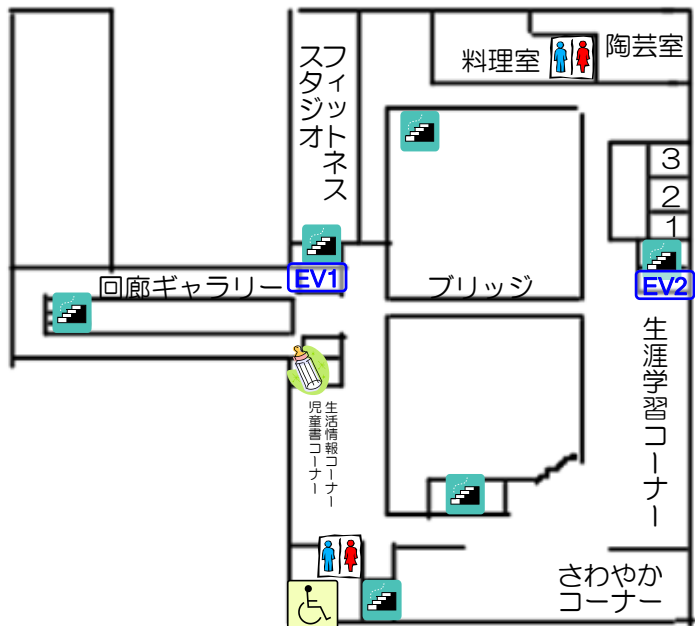 料理室
陶芸室
フィットネス
スタジオ
3
2
1
回廊ギャラリー
EV1
ブリッジ
EV2
生涯学習コーナー
生活情報コーナー
児童書コーナー
さわやか
コーナー